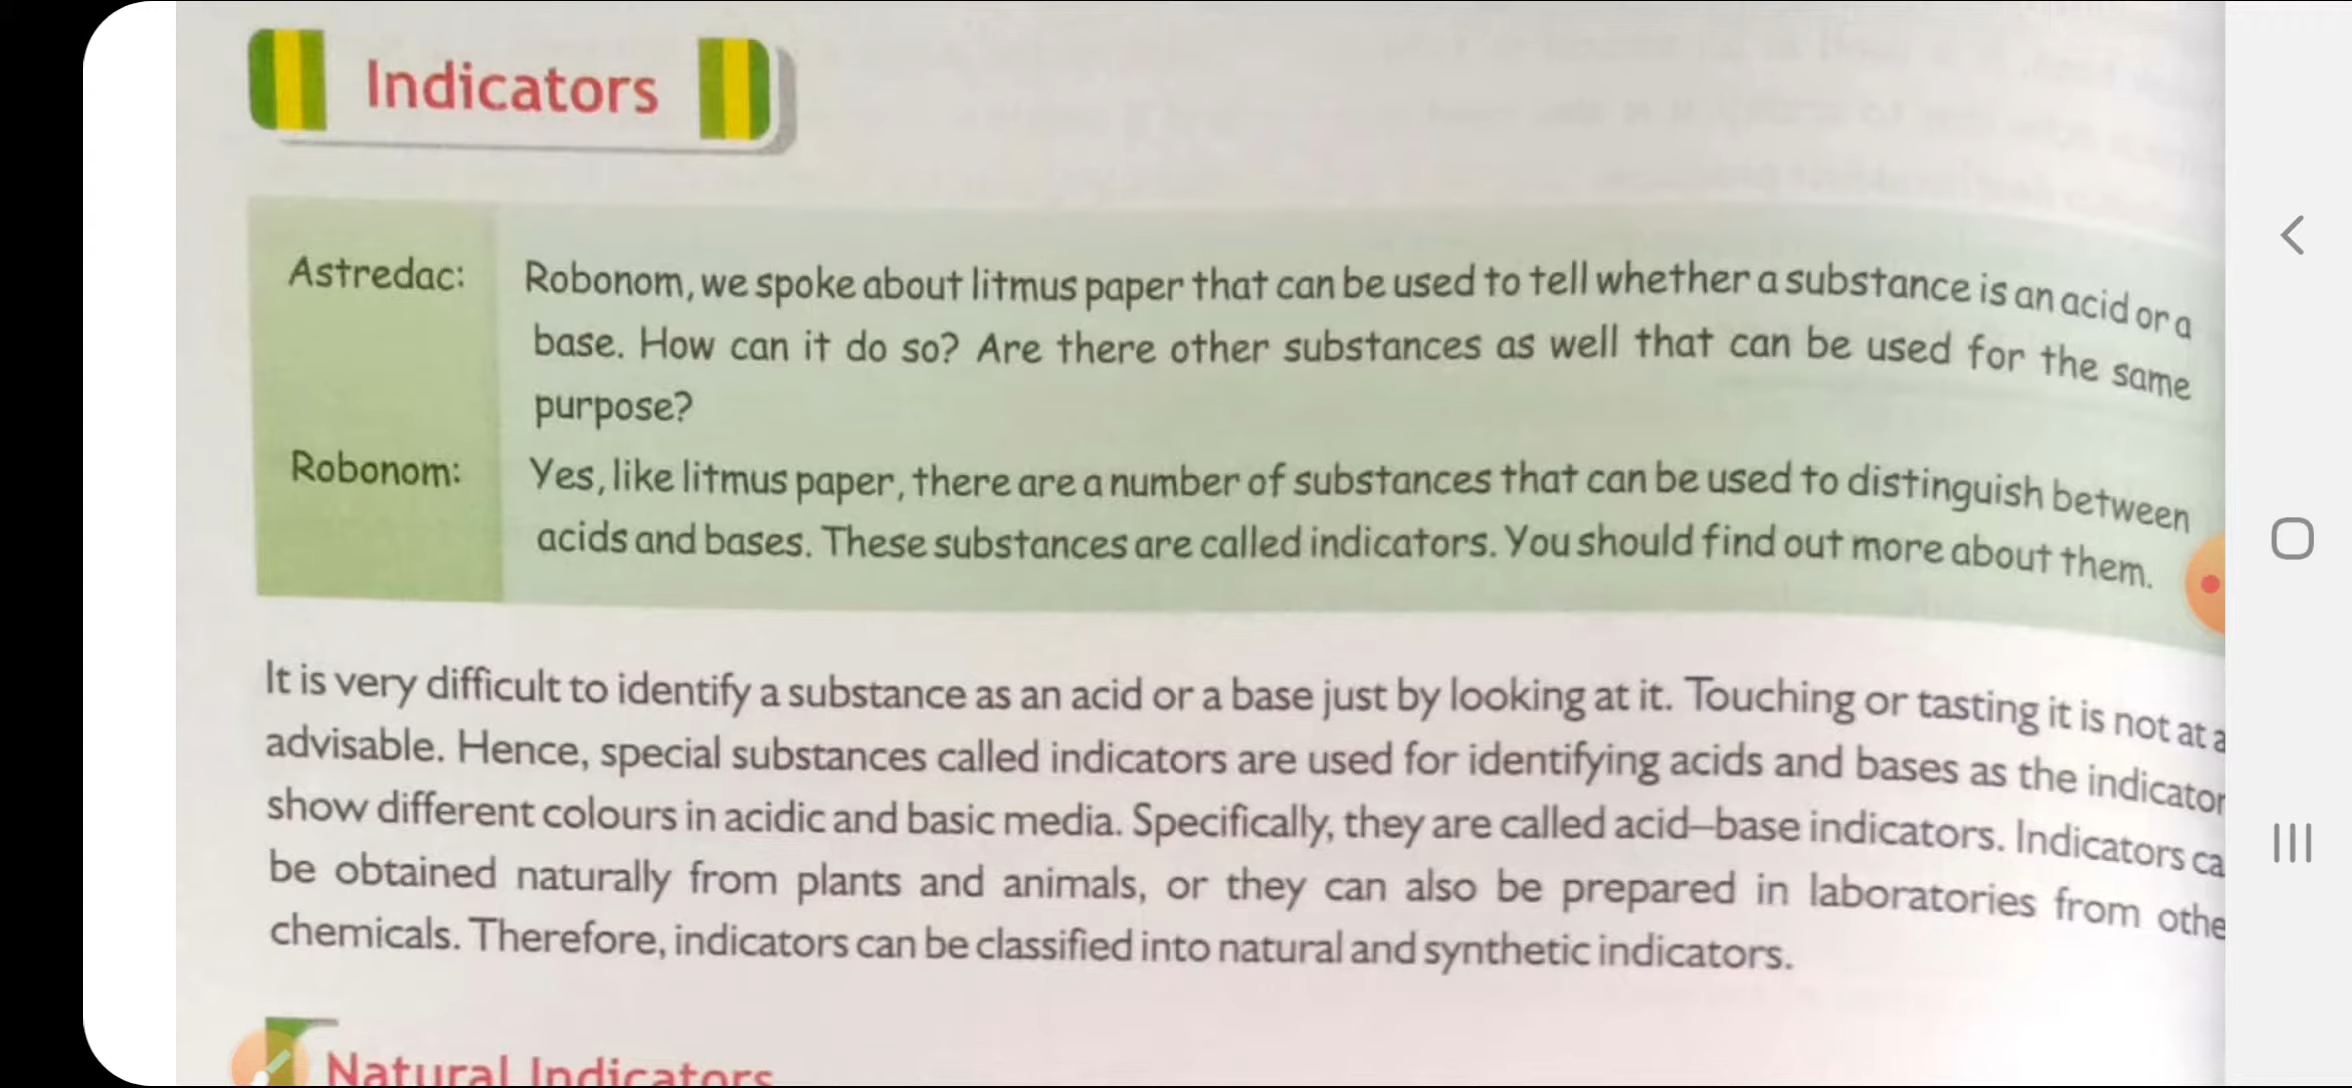 Indicators
Astredac: Robonom, we spoke about litmus paper that can be used to tell whether a substance is an acid or a
base. How can it do so? Are there other substances as well that can be used for the same
purpose?
Robonom: Yes, like litmus paper, there are a number of substances that can be used to distinguish between
acids and bases. These substances are called indicators. You should find out more about them.
It is very difficult to identify a substance as an acid or a base just by looking at it. Touching or tasting it is not at a
advisable. Hence, special substances called indicators are used for identifying acids and bases as the indicator
show different colours in acidic and basic media. Specifically, they are called acid–base indicators. Indicators ca
be obtained naturally from plants and animals, or they can also be prepared in laboratories from othe
chemicals. Therefore, indicators can be classified into natural and synthetic indicators.
Natural Indicators